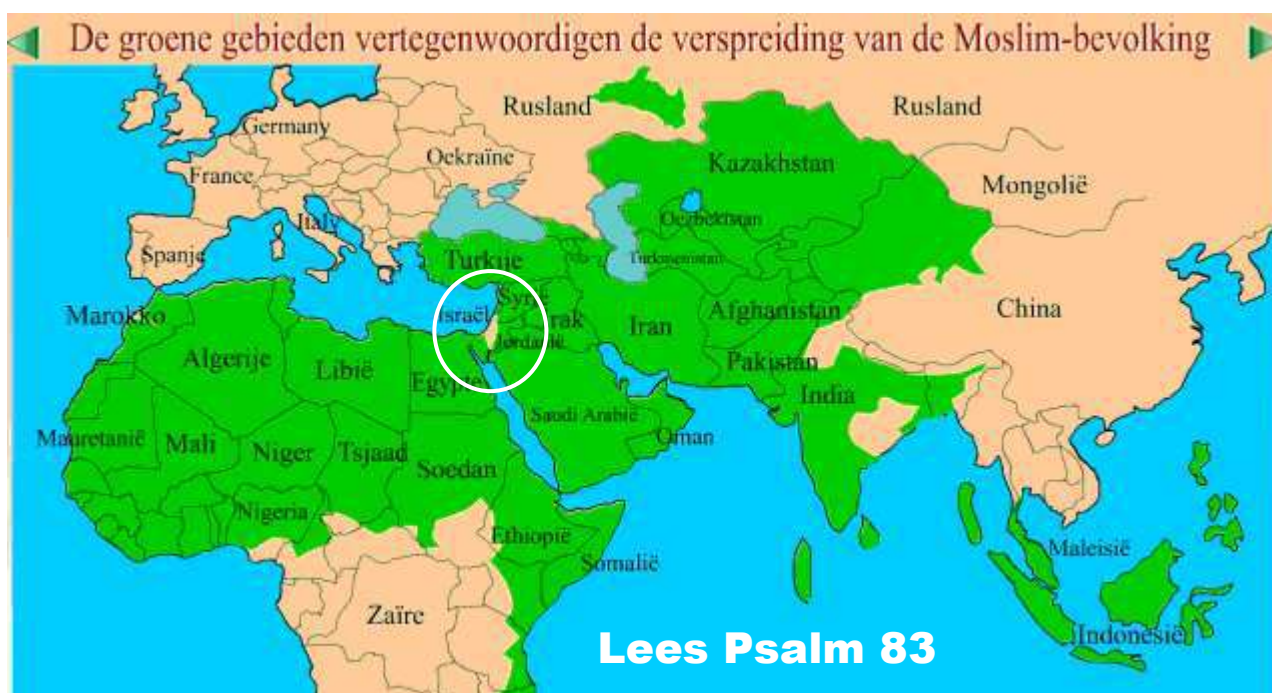 De groene gebieden vertegenwoordigen de verspreiding van de Moslim-bevolking
Rusland
Rusland
Germany
Oekraïne
Kazakhstan
France
Mongolië
Italy
Oezbekistan
Spanje
Turkije
Turkmenistan
Syrië
China
Marokko
Israël
Irak
Iran
Afghanistan
Jordanië
Algerije
Libië
Pakistan
Egypte
India
Saudi Arabië
Oman
Mauretanië
Mali
Niger
Tsjaad
Soedan
Nigeria
Ethiopië
Somalië
Maleisië
Zaïre
Indonesië
Lees Psalm 83